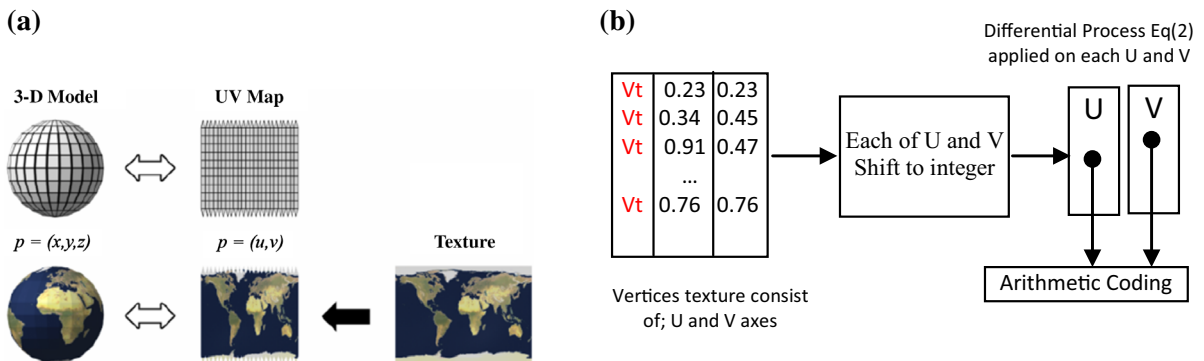 (a)
3-D Model
UV Map
p = (x,y,z)
p = (u,v)
Texture
(b)
Differential Process Eq(2)
applied on each U and V
Vt 0.23 0.23
Vt 0.34 0.45
Vt 0.91 0.47
...
Vt 0.76 0.76
Each of U and V
Shift to integer
U V
Arithmetic Coding
Vertices texture consist
of; U and V axes